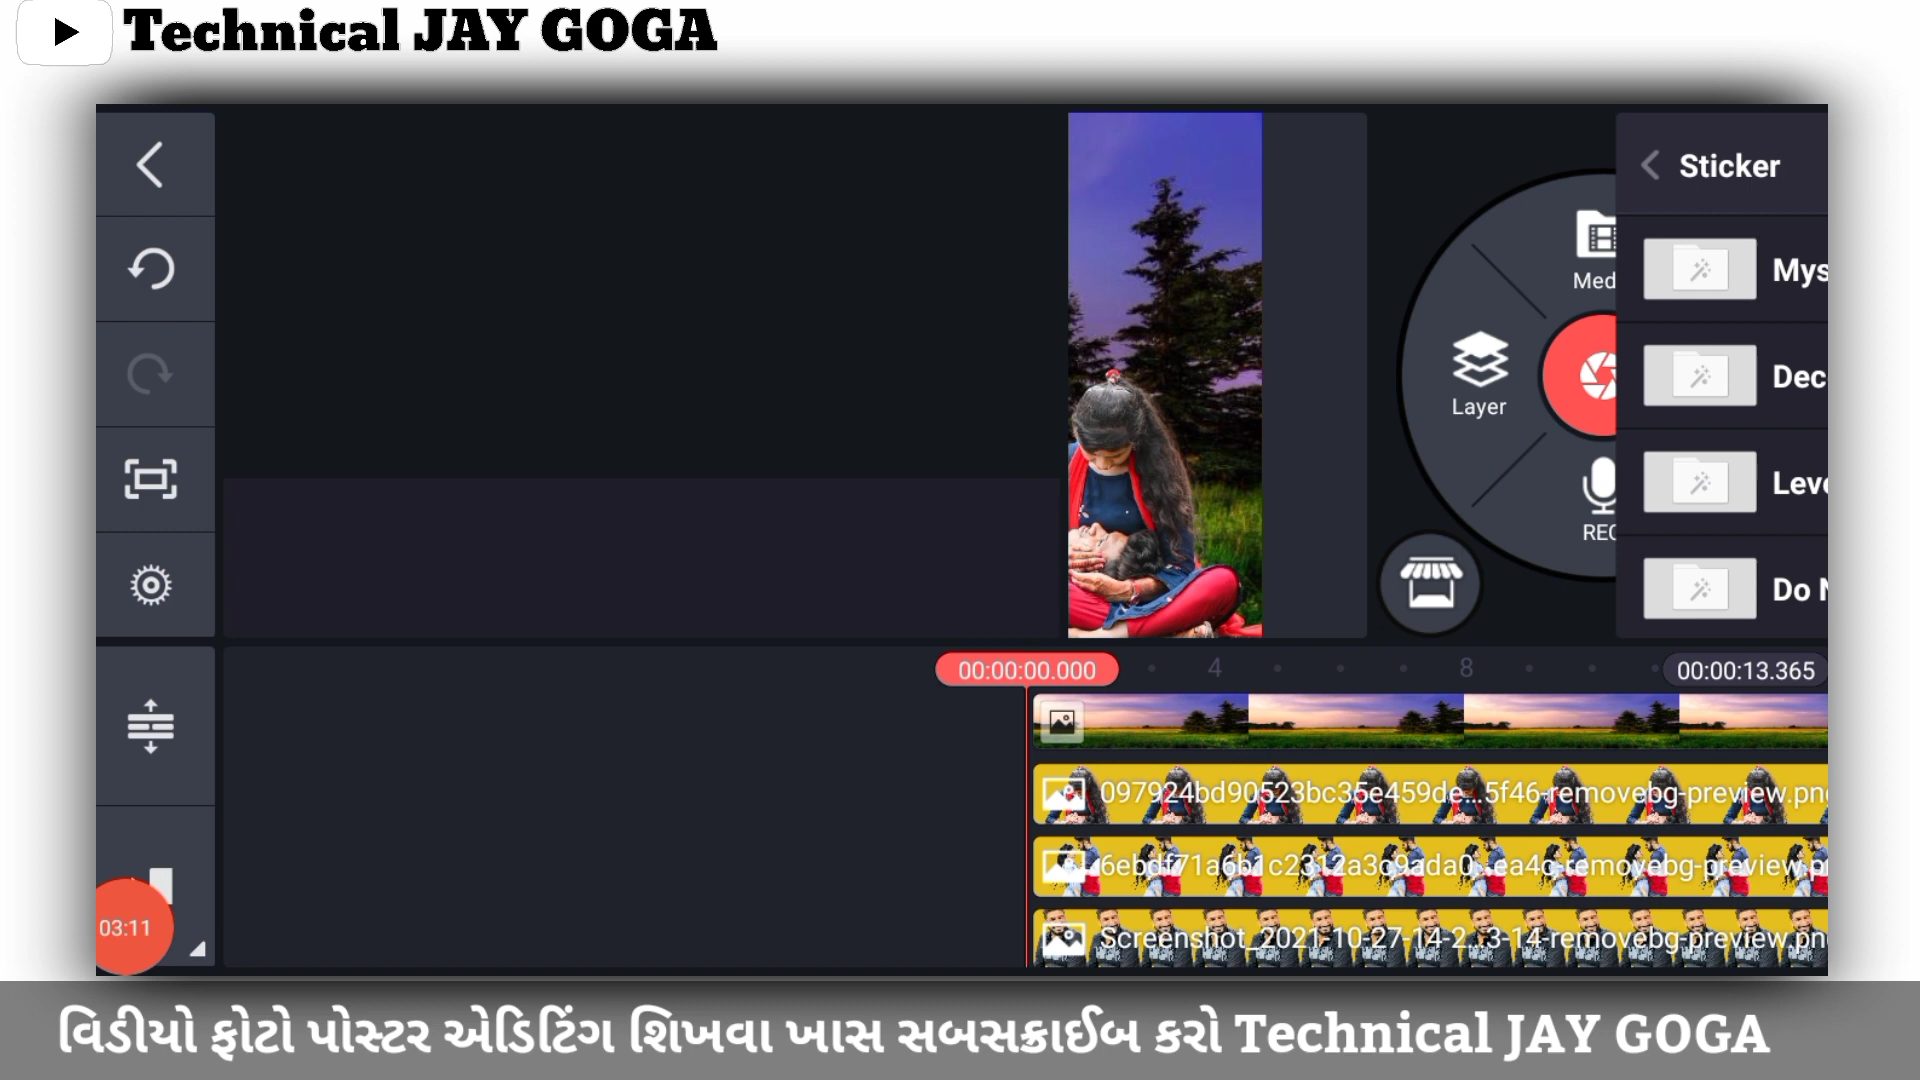 Technical JAY GOGA
Sticker
Mys
Med
Dec
Layer
Leve
REC
Do N
00:00:00.000
4
8
00:00:13.365
097924bd90523bc35e459de...5f46-removebg-preview.pn
6ebdf71a6b1c2312a3c9ada0...ea4c-removebg-preview.p
Screenshot_2021-10-27-14-2...3-14-removebg-preview.pn
03:11
વિડીયો ફોટો પોસ્ટર એડિટિંગ શિખવા ખાસ સબસક્રાઈબ કરો Technical JAY GOGA